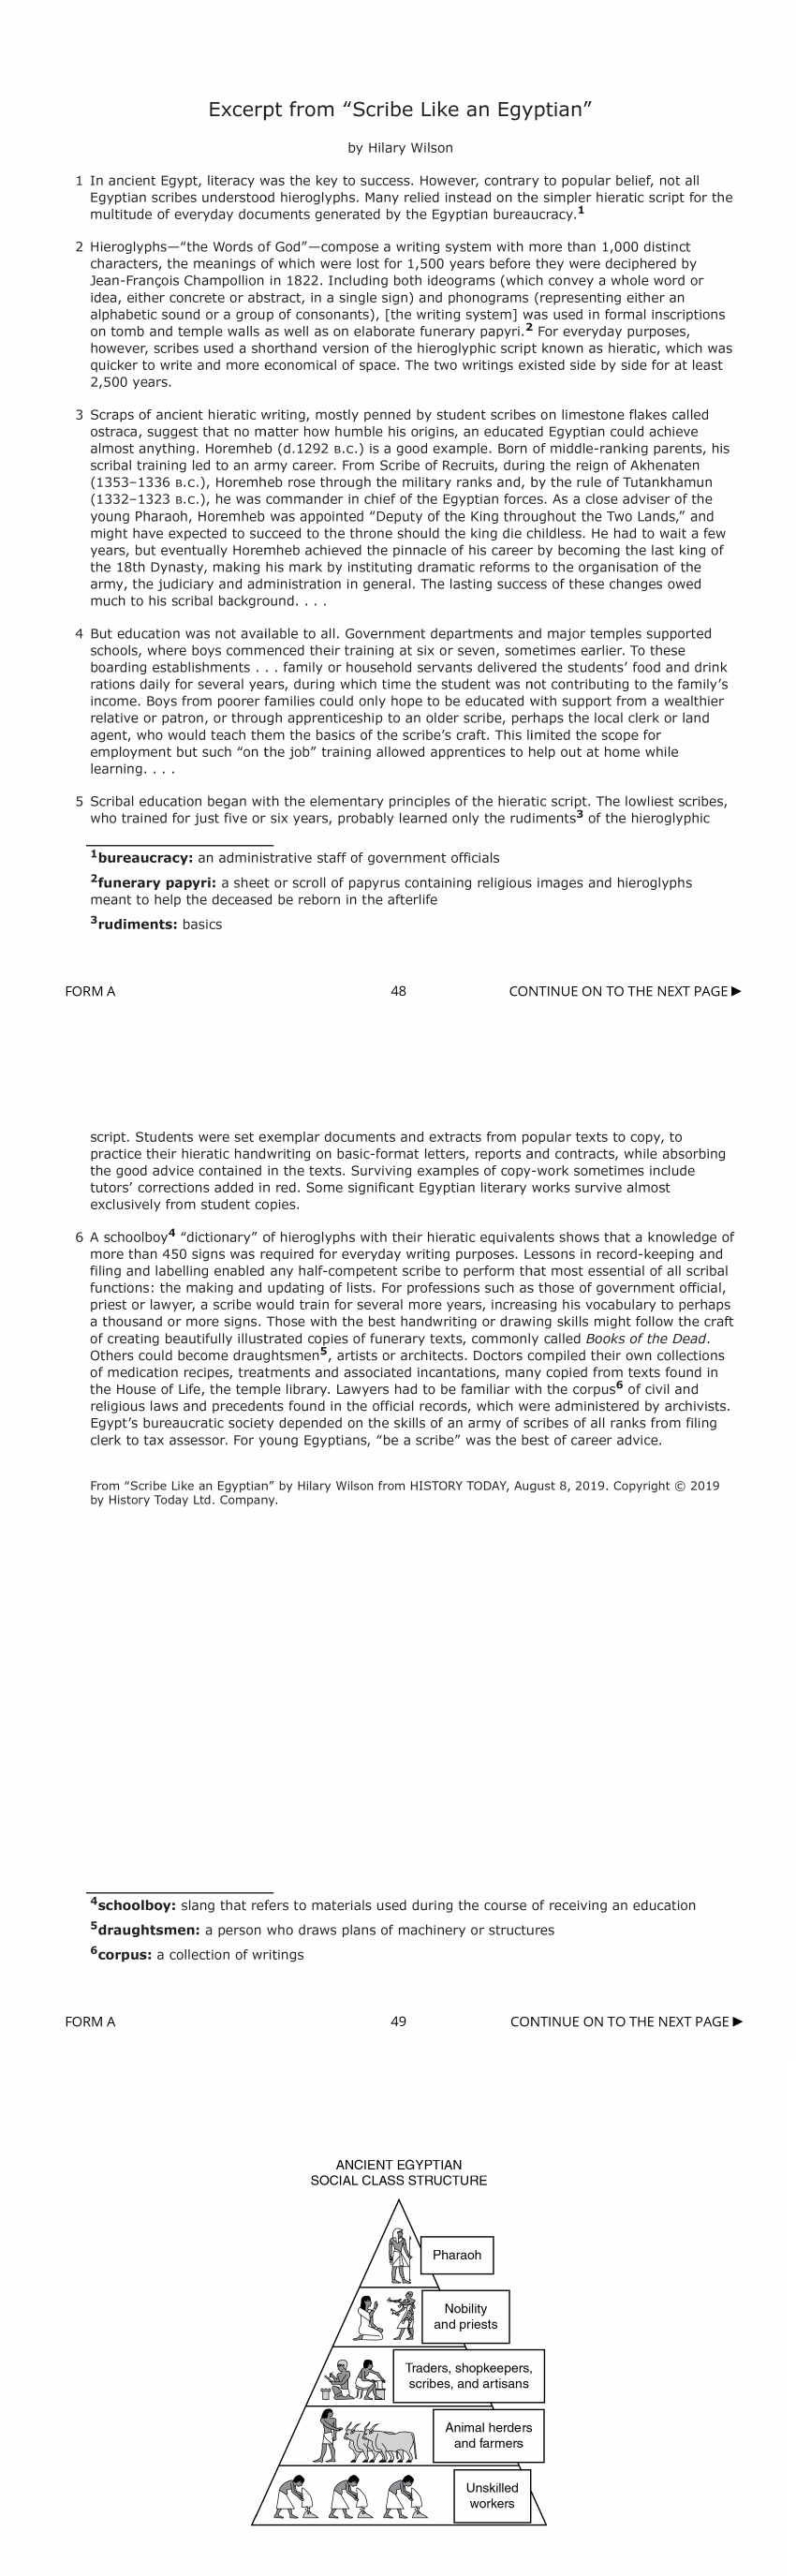 Excerpt from “Scribe Like an Egyptian”
by Hilary Wilson
1 In ancient Egypt, literacy was the key to success. However, contrary to popular belief, not all
Egyptian scribes understood hieroglyphs. Many relied instead on the simpler hieratic script for the
multitude of everyday documents generated by the Egyptian bureaucracy.1
2 Hieroglyphs—“the Words of God”—compose a writing system with more than 1,000 distinct
characters, the meanings of which were lost for 1,500 years before they were deciphered by
Jean-François Champollion in 1822. Including both ideograms (which convey a whole word or
idea, either concrete or abstract, in a single sign) and phonograms (representing either an
alphabetic sound or a group of consonants), [the writing system] was used in formal inscriptions
on tomb and temple walls as well as on elaborate funerary papyri.2 For everyday purposes,
however, scribes used a shorthand version of the hieroglyphic script known as hieratic, which was
quicker to write and more economical of space. The two writings existed side by side for at least
2,500 years.
3 Scraps of ancient hieratic writing, mostly penned by student scribes on limestone flakes called
ostraca, suggest that no matter how humble his origins, an educated Egyptian could achieve
almost anything. Horemheb (d.1292 B.C.) is a good example. Born of middle-ranking parents, his
scribal training led to an army career. From Scribe of Recruits, during the reign of Akhenaten
(1353–1336 B.C.), Horemheb rose through the military ranks and, by the rule of Tutankhamun
(1332–1323 B.C.), he was commander in chief of the Egyptian forces. As a close adviser of the
young Pharaoh, Horemheb was appointed “Deputy of the King throughout the Two Lands,” and
might have expected to succeed to the throne should the king die childless. He had to wait a few
years, but eventually Horemheb achieved the pinnacle of his career by becoming the last king of
the 18th Dynasty, making his mark by instituting dramatic reforms to the organisation of the
army, the judiciary and administration in general. The lasting success of these changes owed
much to his scribal background. . . .
4 But education was not available to all. Government departments and major temples supported
schools, where boys commenced their training at six or seven, sometimes earlier. To these
boarding establishments . . . family or household servants delivered the students’ food and drink
rations daily for several years, during which time the student was not contributing to the family’s
income. Boys from poorer families could only hope to be educated with support from a wealthier
relative or patron, or through apprenticeship to an older scribe, perhaps the local clerk or land
agent, who would teach them the basics of the scribe’s craft. This limited the scope for
employment but such “on the job” training allowed apprentices to help out at home while
learning. . . .
5 Scribal education began with the elementary principles of the hieratic script. The lowliest scribes,
who trained for just five or six years, probably learned only the rudiments3 of the hieroglyphic
1bureaucracy: an administrative staff of government officials
2funerary papyri: a sheet or scroll of papyrus containing religious images and hieroglyphs
meant to help the deceased be reborn in the afterlife
3rudiments: basics
FORM A 48 CONTINUE ON TO THE NEXT PAGE ▶
script. Students were set exemplar documents and extracts from popular texts to copy, to
practice their hieratic handwriting on basic-format letters, reports and contracts, while absorbing
the good advice contained in the texts. Surviving examples of copy-work sometimes include
tutors’ corrections added in red. Some significant Egyptian literary works survive almost
exclusively from student copies.
6 A schoolboy4 “dictionary” of hieroglyphs with their hieratic equivalents shows that a knowledge of
more than 450 signs was required for everyday writing purposes. Lessons in record-keeping and
filing and labelling enabled any half-competent scribe to perform that most essential of all scribal
functions: the making and updating of lists. For professions such as those of government official,
priest or lawyer, a scribe would train for several more years, increasing his vocabulary to perhaps
a thousand or more signs. Those with the best handwriting or drawing skills might follow the craft
of creating beautifully illustrated copies of funerary texts, commonly called Books of the Dead.
Others could become draughtsmen5, artists or architects. Doctors compiled their own collections
of medication recipes, treatments and associated incantations, many copied from texts found in
the House of Life, the temple library. Lawyers had to be familiar with the corpus6 of civil and
religious laws and precedents found in the official records, which were administered by archivists.
Egypt’s bureaucratic society depended on the skills of an army of scribes of all ranks from filing
clerk to tax assessor. For young Egyptians, “be a scribe” was the best of career advice.
From “Scribe Like an Egyptian” by Hilary Wilson from HISTORY TODAY, August 8, 2019. Copyright © 2019
by History Today Ltd. Company.
4schoolboy: slang that refers to materials used during the course of receiving an education
5draughtsmen: a person who draws plans of machinery or structures
6corpus: a collection of writings
FORM A 49 CONTINUE ON TO THE NEXT PAGE ▶
ANCIENT EGYPTIAN
SOCIAL CLASS STRUCTURE
Pharaoh
Nobility
and priests
Traders, shopkeepers,
scribes, and artisans
Animal herders
and farmers
Unskilled
workers